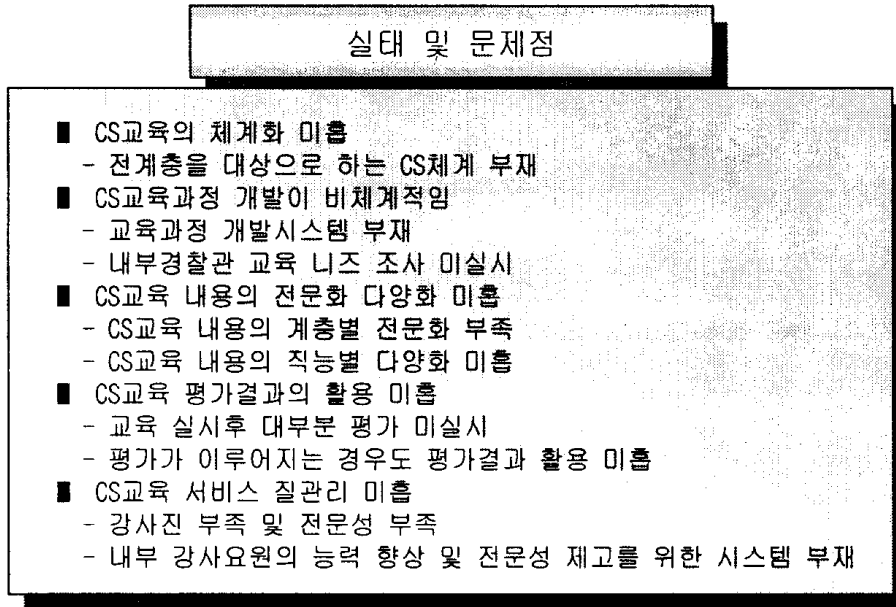 실태 및 문제점
■ CS교육의 체계화 미흡
- 전계층을 대상으로 하는 CS체계 부재
■ CS교육과정 개발이 비체계적임
- 교육과정 개발시스템 부재
- 내부경찰관 교육 니즈 조사 미실시
■ CS교육 내용의 전문화 다양화 미흡
- CS교육 내용의 계층별 전문화 부족
- CS교육 내용의 직능별 다양화 미흡
■ CS교육 평가결과의 활용 미흡
- 교육 실시후 대부분 평가 미실시
- 평가가 이루어지는 경우도 평가결과 활용 미흡
■ CS교육 서비스 질관리 미흡
- 강사진 부족 및 전문성 부족
- 내부 강사요원의 능력 향상 및 전문성 제고를 위한 시스템 부재